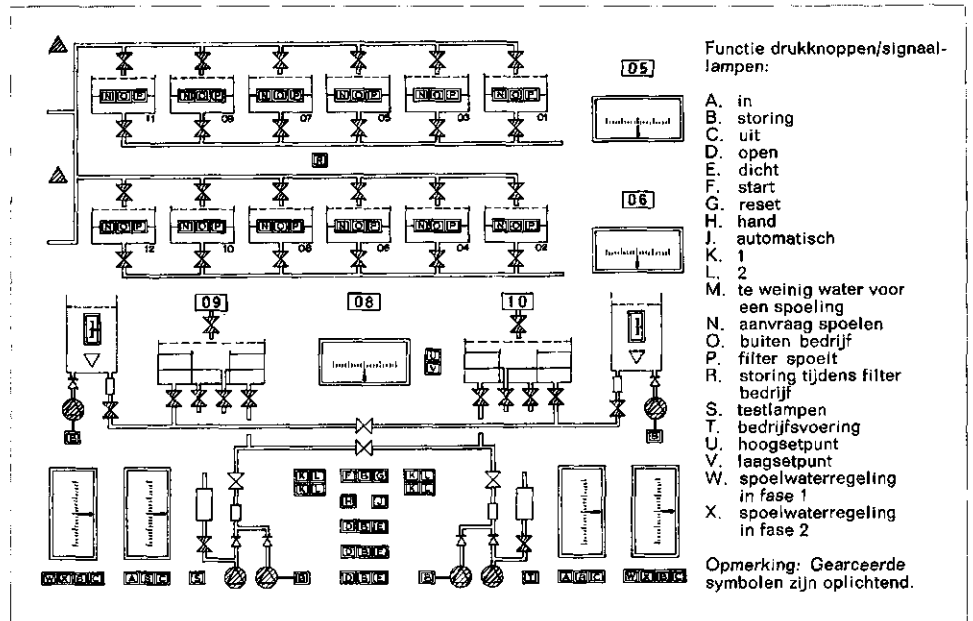 N O P N O P N O P N O P N O P N O P
11 09 07 05 03 01
05
R
N O P N O P N O P N O P N O P N O P
12 10 08 06 04 02
06
09 08 10
U
V
B B
K L F B G K L
K L K L
H J
D B E
D B E
W X B C A B C S B D B E B T A B C W X B C
Functie drukknoppen/signaal-
lampen:
A. in
B. storing
C. uit
D. open
E. dicht
F. start
G. reset
H. hand
J. automatisch
K. 1
L. 2
M. te weinig water voor
een spoeling
N. aanvraag spoelen
O. buiten bedrijf
P. filter spoelt
R. storing tijdens filter
bedrijf
S. testlampen
T. bedrijfsvoering
U. hoogsetpunt
V. laagsetpunt
W. spoelwaterregeling
in fase 1
X. spoelwaterregeling
in fase 2
Opmerking: Gearceerde
symbolen zijn oplichtend.